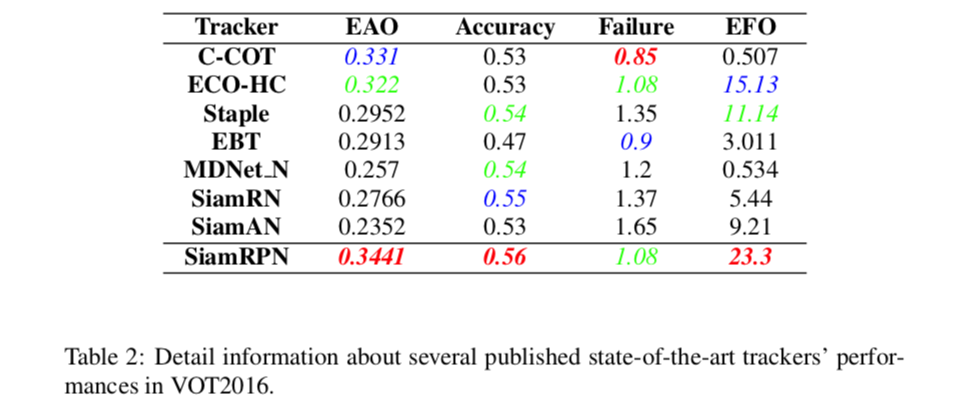 Tracker EAO Accuracy Failure EFO
C-COT 0.331 0.53 0.85 0.507
ECO-HC 0.322 0.53 1.08 15.13
Staple 0.2952 0.54 1.35 11.14
EBT 0.2913 0.47 0.9 3.011
MDNet_N 0.257 0.54 1.2 0.534
SiamRN 0.2766 0.55 1.37 5.44
SiamAN 0.2352 0.53 1.65 9.21
SiamRPN 0.3441 0.56 1.08 23.3
Table 2: Detail information about several published state-of-the-art trackers' perfor-
mances in VOT2016.